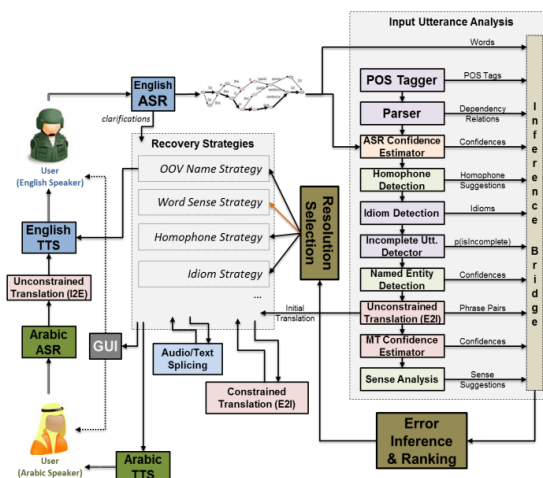 Input Utterance Analysis
English
ASR
Words
clarifications
POS Tagger
POS Tags
Parser
Dependency
Relations
Recovery Strategies
ASR Confidence
Estimator
Confidences
OOV Name Strategy
Homophone
Detection
Homophone
Suggestions
User
(English Speaker)
Word Sense Strategy
Idiom Detection
Idioms
Homophone Strategy
Incomplete Utt.
Detector
p(isIncomplete)
English
TTS
Idiom Strategy
Named Entity
Detection
Confidences
...
Resolution
Selection
Inference
Bridge
Unconstrained
Translation (I2E)
Initial
Translation
Unconstrained
Translation (E2I)
Phrase Pairs
Arabic
ASR
GUI
Audio/Text
Splicing
MT Confidence
Estimator
Confidences
Constrained
Translation (E2I)
Sense Analysis
Sense
Suggestions
Error
Inference
& Ranking
User
(Arabic Speaker)
Arabic
TTS